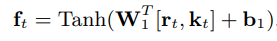 f_t = Tanh(W_1^T[r_t, k_t] + b_1)